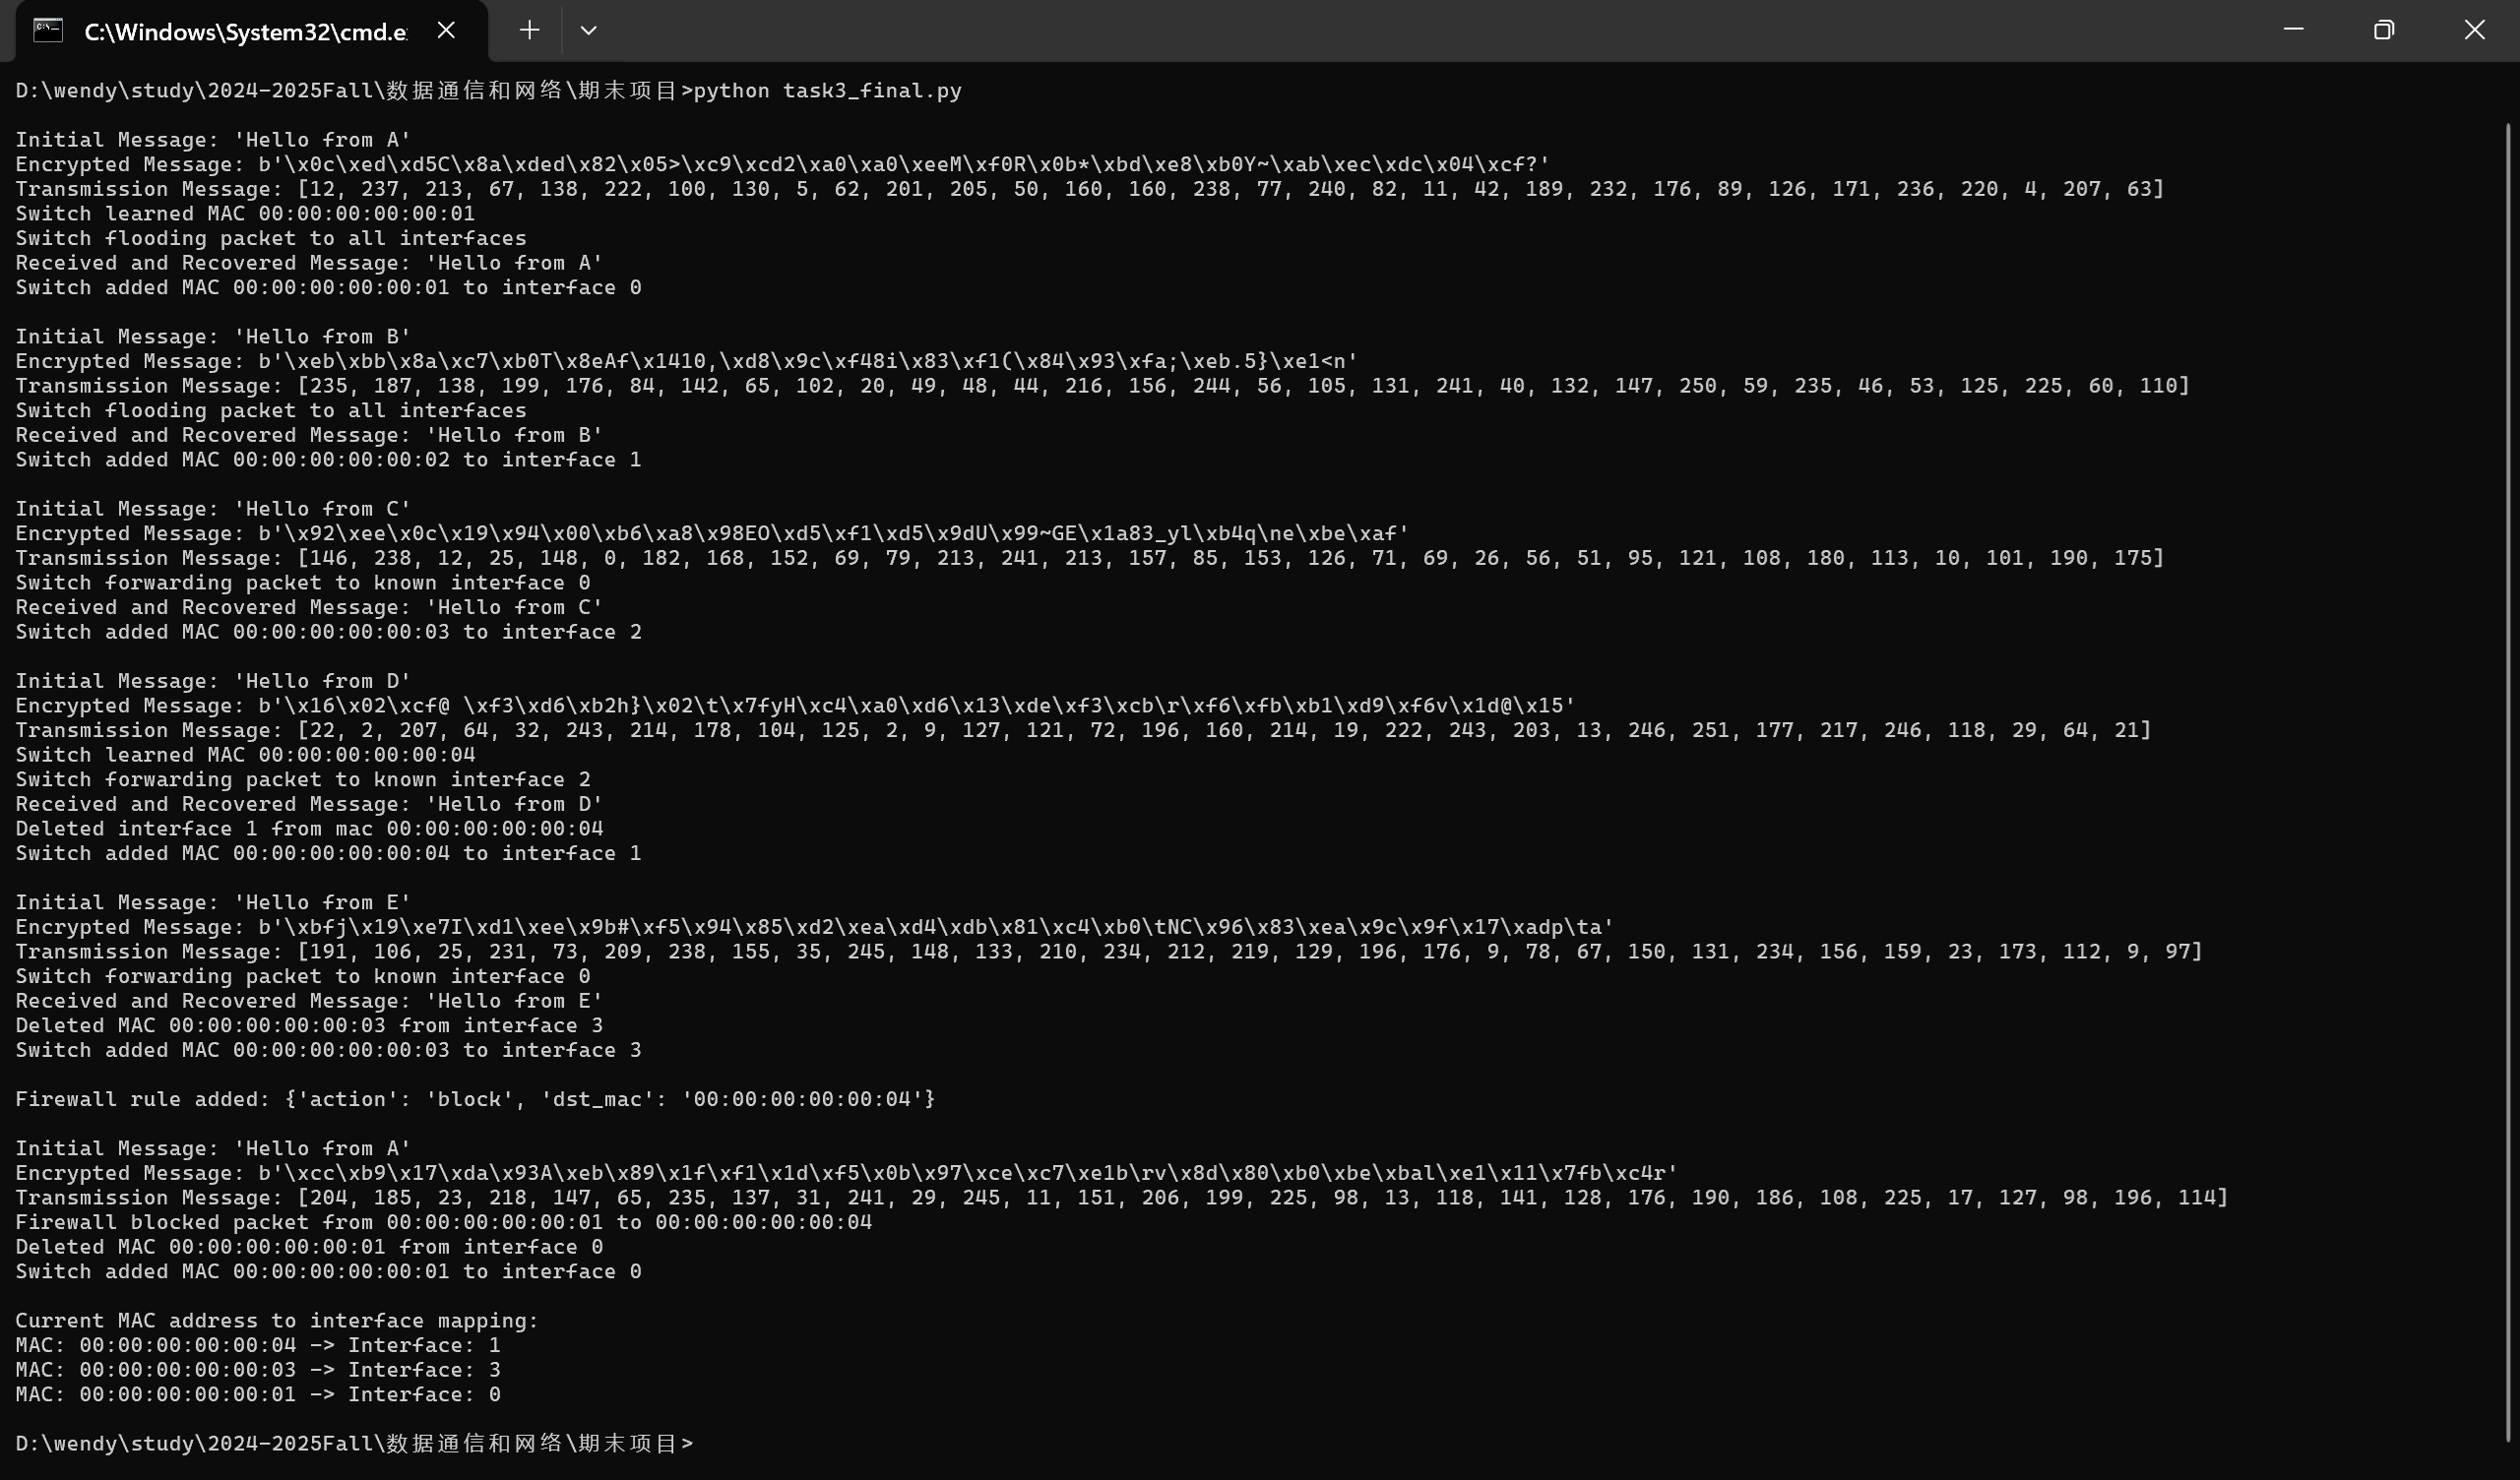 C:\Windows\System32\cmd.e
D:\wendy\study\2024-2025Fall\数据通信和网络\期末项目>python task3_final.py
Initial Message: 'Hello from A'
Encrypted Message: b'\x0c\xed\xd5C\x8a\xded\x82\x05>\xc9\xcd2\xa0\xa0\xeeM\xf0R\x0b*\xbd\xe8\xb0Y~\xab\xec\xdc\x04\xcf?'
Transmission Message: [12, 237, 213, 67, 138, 222, 100, 130, 5, 62, 201, 205, 50, 160, 160, 238, 77, 240, 82, 11, 42, 189, 232, 176, 89, 126, 171, 236, 220, 4, 207, 63]
Switch learned MAC 00:00:00:00:00:01
Switch flooding packet to all interfaces
Received and Recovered Message: 'Hello from A'
Switch added MAC 00:00:00:00:00:01 to interface 0
Initial Message: 'Hello from B'
Encrypted Message: b'\xeb\xbb\x8a\xc7\xb0T\x8eAf\x1410,\xd8\x9c\xf48i\x83\xf1(\x84\x93\xfa;\xeb.5}\xe1<n'
Transmission Message: [235, 187, 138, 199, 176, 84, 142, 65, 102, 20, 49, 48, 44, 216, 156, 244, 56, 105, 131, 241, 40, 132, 147, 250, 59, 235, 46, 53, 125, 225, 60, 110]
Switch flooding packet to all interfaces
Received and Recovered Message: 'Hello from B'
Switch added MAC 00:00:00:00:00:02 to interface 1
Initial Message: 'Hello from C'
Encrypted Message: b'\x92\xee\x0c\x19\x94\x00\xb6\xa8\x98EO\xd5\xf1\xd5\x9dU\x99~GE\x1a83_yl\xb4q\ne\xbe\xaf'
Transmission Message: [146, 238, 12, 25, 148, 0, 182, 168, 152, 69, 79, 213, 241, 213, 157, 85, 153, 126, 71, 69, 26, 56, 51, 95, 121, 108, 180, 113, 10, 101, 190, 175]
Switch forwarding packet to known interface 0
Received and Recovered Message: 'Hello from C'
Switch added MAC 00:00:00:00:00:03 to interface 2
Initial Message: 'Hello from D'
Encrypted Message: b'\x16\x02\xcf@ \xf3\xd6\xb2h}\x02\t\x7fyH\xc4\xa0\xd6\x13\xde\xf3\xcb\r\xf6\xfb\xb1\xd9\xf6v\x1d@\x15'
Transmission Message: [22, 2, 207, 64, 32, 243, 214, 178, 104, 125, 2, 9, 127, 121, 72, 196, 160, 214, 19, 222, 243, 203, 13, 246, 251, 177, 217, 246, 118, 29, 64, 21]
Switch learned MAC 00:00:00:00:00:04
Switch forwarding packet to known interface 2
Received and Recovered Message: 'Hello from D'
Deleted interface 1 from mac 00:00:00:00:00:04
Switch added MAC 00:00:00:00:00:04 to interface 1
Initial Message: 'Hello from E'
Encrypted Message: b'\xbfj\x19\xe7I\xd1\xee\x9b#\xf5\x94\x85\xd2\xea\xd4\xdb\x81\xc4\xb0\tNC\x96\x83\xea\x9c\x9f\x17\xadp\ta'
Transmission Message: [191, 106, 25, 231, 73, 209, 238, 155, 35, 245, 148, 133, 210, 234, 212, 219, 129, 196, 176, 9, 78, 67, 150, 131, 234, 156, 159, 23, 173, 112, 9, 97]
Switch forwarding packet to known interface 0
Received and Recovered Message: 'Hello from E'
Deleted MAC 00:00:00:00:00:03 from interface 3
Switch added MAC 00:00:00:00:00:03 to interface 3
Firewall rule added: {'action': 'block', 'dst_mac': '00:00:00:00:00:04'}
Initial Message: 'Hello from A'
Encrypted Message: b'\xcc\xb9\x17\xda\x93A\xeb\x89\x1f\xf1\x1d\xf5\x0b\x97\xce\xc7\xe1b\rv\x8d\x80\xb0\xbe\xbal\xe1\x11\x7fb\xc4r'
Transmission Message: [204, 185, 23, 218, 147, 65, 235, 137, 31, 241, 29, 245, 11, 151, 206, 199, 225, 98, 13, 118, 141, 128, 176, 190, 186, 108, 225, 17, 127, 98, 196, 114]
Firewall blocked packet from 00:00:00:00:00:01 to 00:00:00:00:00:04
Deleted MAC 00:00:00:00:00:01 from interface 0
Switch added MAC 00:00:00:00:00:01 to interface 0
Current MAC address to interface mapping:
MAC: 00:00:00:00:00:04 -> Interface: 1
MAC: 00:00:00:00:00:03 -> Interface: 3
MAC: 00:00:00:00:00:01 -> Interface: 0
D:\wendy\study\2024-2025Fall\数据通信和网络\期末项目>